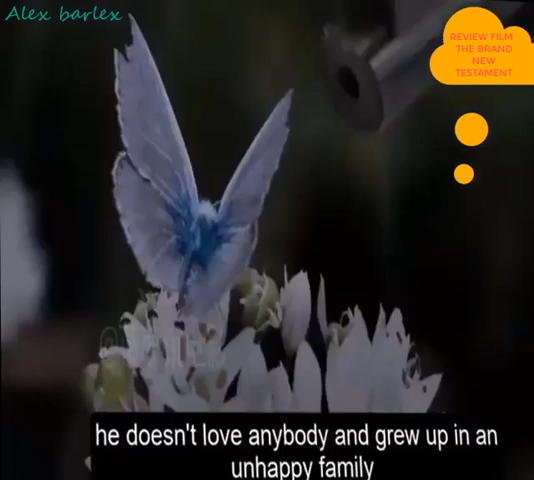 Alex barlex
REVIEW FILM
THE BRAND
NEW
TESTAMENT
he doesn't love anybody and grew up in an
unhappy family